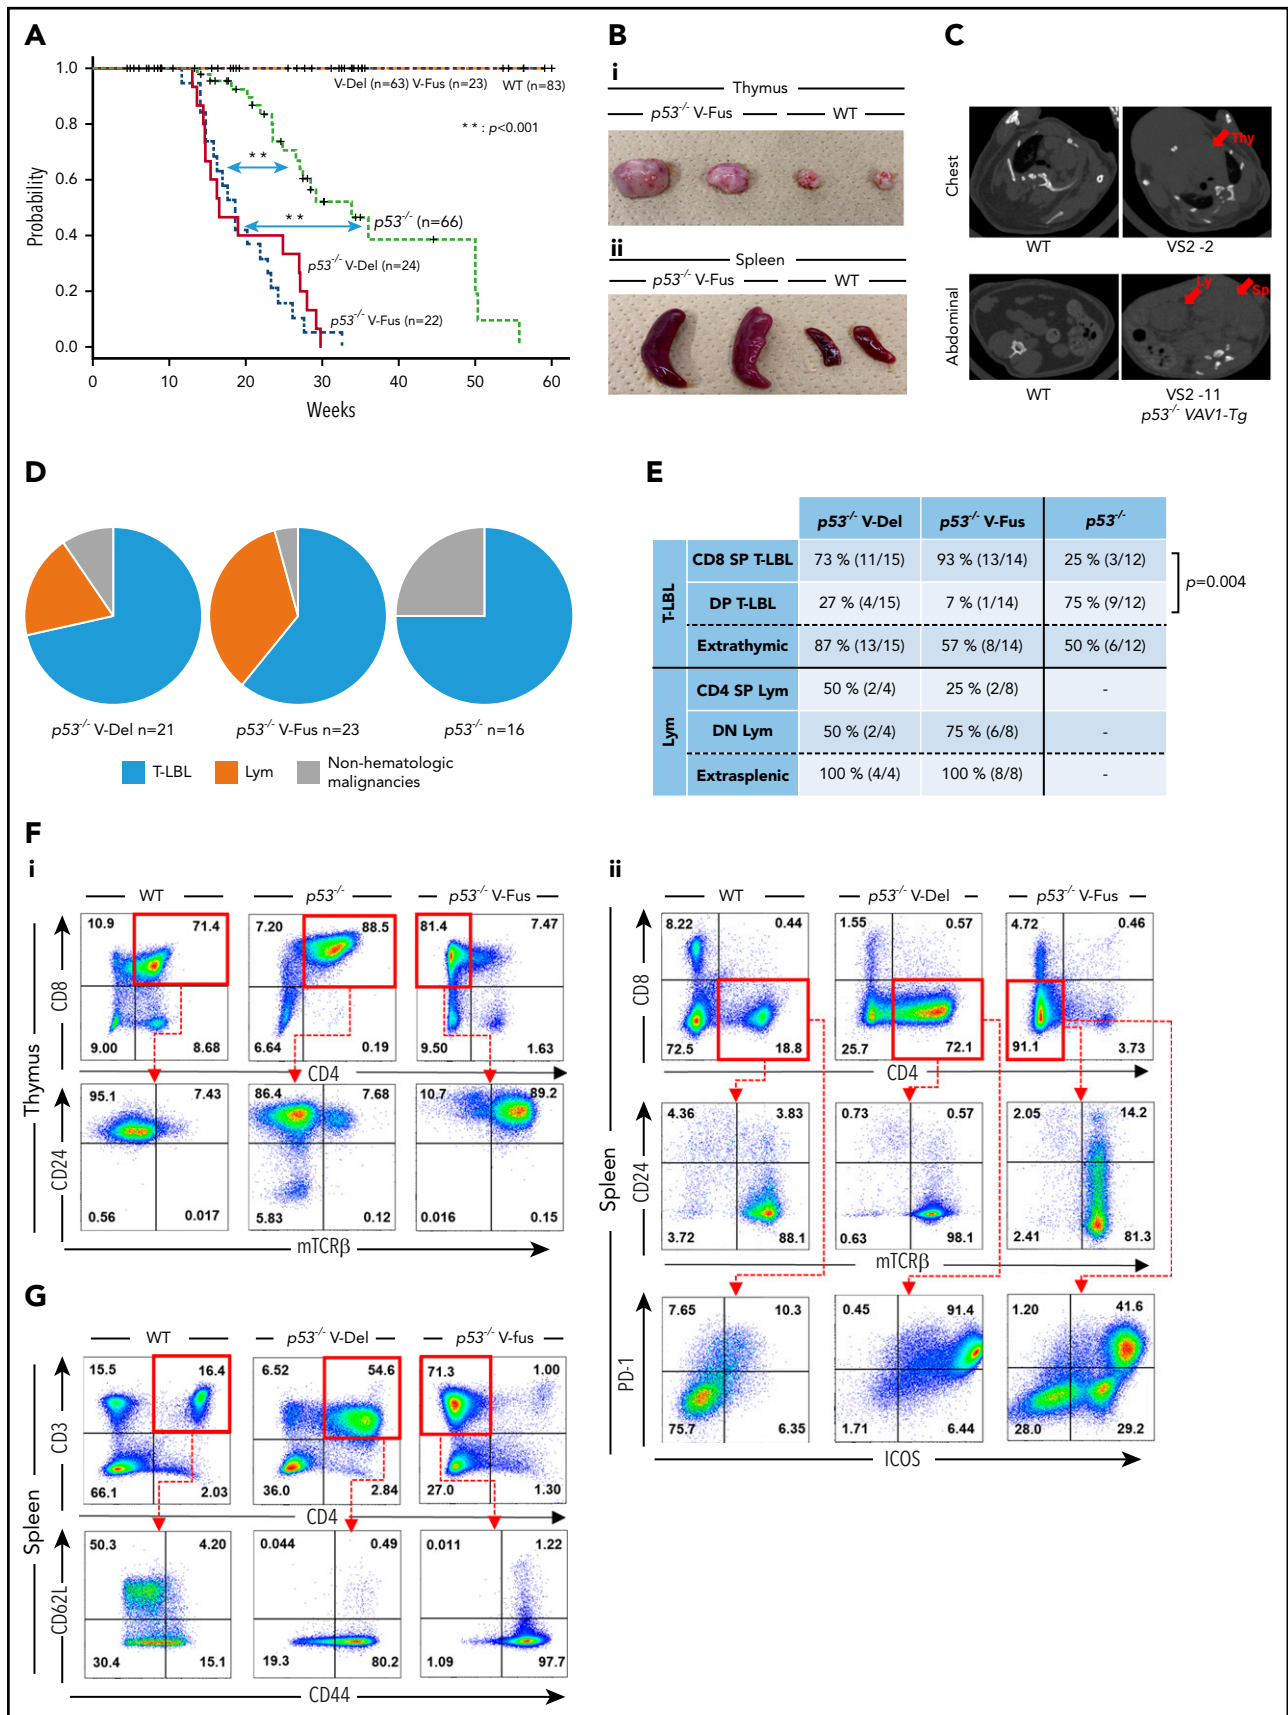 A
1.0
0.8
0.6
0.4
0.2
0.0
Probability
0 10 20 30 40 50 60
Weeks
V-Del (n=63) V-Fus (n=23) WT (n=83)
** : p<0.001
**
**
p53-/- (n=66)
p53-/- V-Del (n=24)
p53-/- V-Fus (n=22)
B
i
Thymus
p53-/- V-Fus WT
ii
Spleen
p53-/- V-Fus WT
C
Chest
Thy
WT VS2 -2
Abdominal
Ly Sp
WT VS2 -11
p53-/- VAV1-Tg
D
p53-/- V-Del n=21 p53-/- V-Fus n=23 p53-/- n=16
T-LBL Lym Non-hematologic
malignancies
E
p53-/- V-Del p53-/- V-Fus p53-/-
T-LBL
CD8 SP T-LBL 73 % (11/15) 93 % (13/14) 25 % (3/12)
DP T-LBL 27 % (4/15) 7 % (1/14) 75 % (9/12)
Extrathymic 87 % (13/15) 57 % (8/14) 50 % (6/12)
p=0.004
Lym
CD4 SP Lym 50 % (2/4) 25 % (2/8) -
DN Lym 50 % (2/4) 75 % (6/8) -
Extrasplenic 100 % (4/4) 100 % (8/8) -
F
i
WT p53-/- p53-/- V-Fus
Thymus
CD8
10.9 71.4 7.20 88.5 81.4 7.47
9.00 8.68 6.64 0.19 9.50 1.63
CD4
CD24
95.1 7.43 86.4 7.68 10.7 89.2
0.56 0.017 5.83 0.12 0.016 0.15
mTCRβ
ii
WT p53-/- V-Del p53-/- V-Fus
Spleen
CD8
8.22 0.44 1.55 0.57 4.72 0.46
72.5 18.8 25.7 72.1 91.1 3.73
CD4
CD24
4.36 3.83 0.73 0.57 2.05 14.2
3.72 88.1 0.63 98.1 2.41 81.3
mTCRβ
PD-1
7.65 10.3 0.45 91.4 1.20 41.6
75.7 6.35 1.71 6.44 28.0 29.2
ICOS
G
WT p53-/- V-Del p53-/- V-fus
Spleen
CD3
15.5 16.4 6.52 54.6 71.3 1.00
66.1 2.03 36.0 2.84 27.0 1.30
CD4
CD62L
50.3 4.20 0.044 0.49 0.011 1.22
30.4 15.1 19.3 80.2 1.09 97.7
CD44